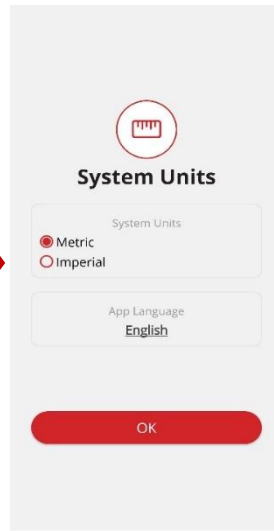 System Units
System Units
Metric
Imperial
App Language
English
OK